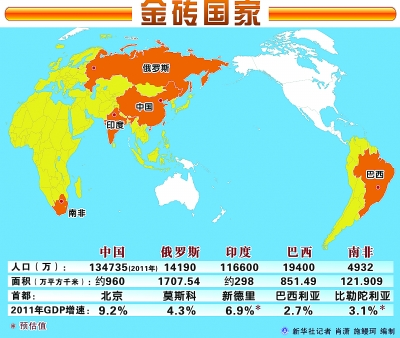 金砖国家
俄罗斯
中国
印度
巴西
南非
中国 俄罗斯 印度 巴西 南非
人口（万）： 134735(2011年) 14190 116600 19400 4932
面积（万平方千米）： 约960 1707.54 约298 851.49 121.909
首都： 北京 莫斯科 新德里 巴西利亚 比勒陀利亚
2011年GDP增速： 9.2% 4.3% 6.9%* 2.7% 3.1%*
* 预估值
新华社记者 肖潇 施鳗珂 编制